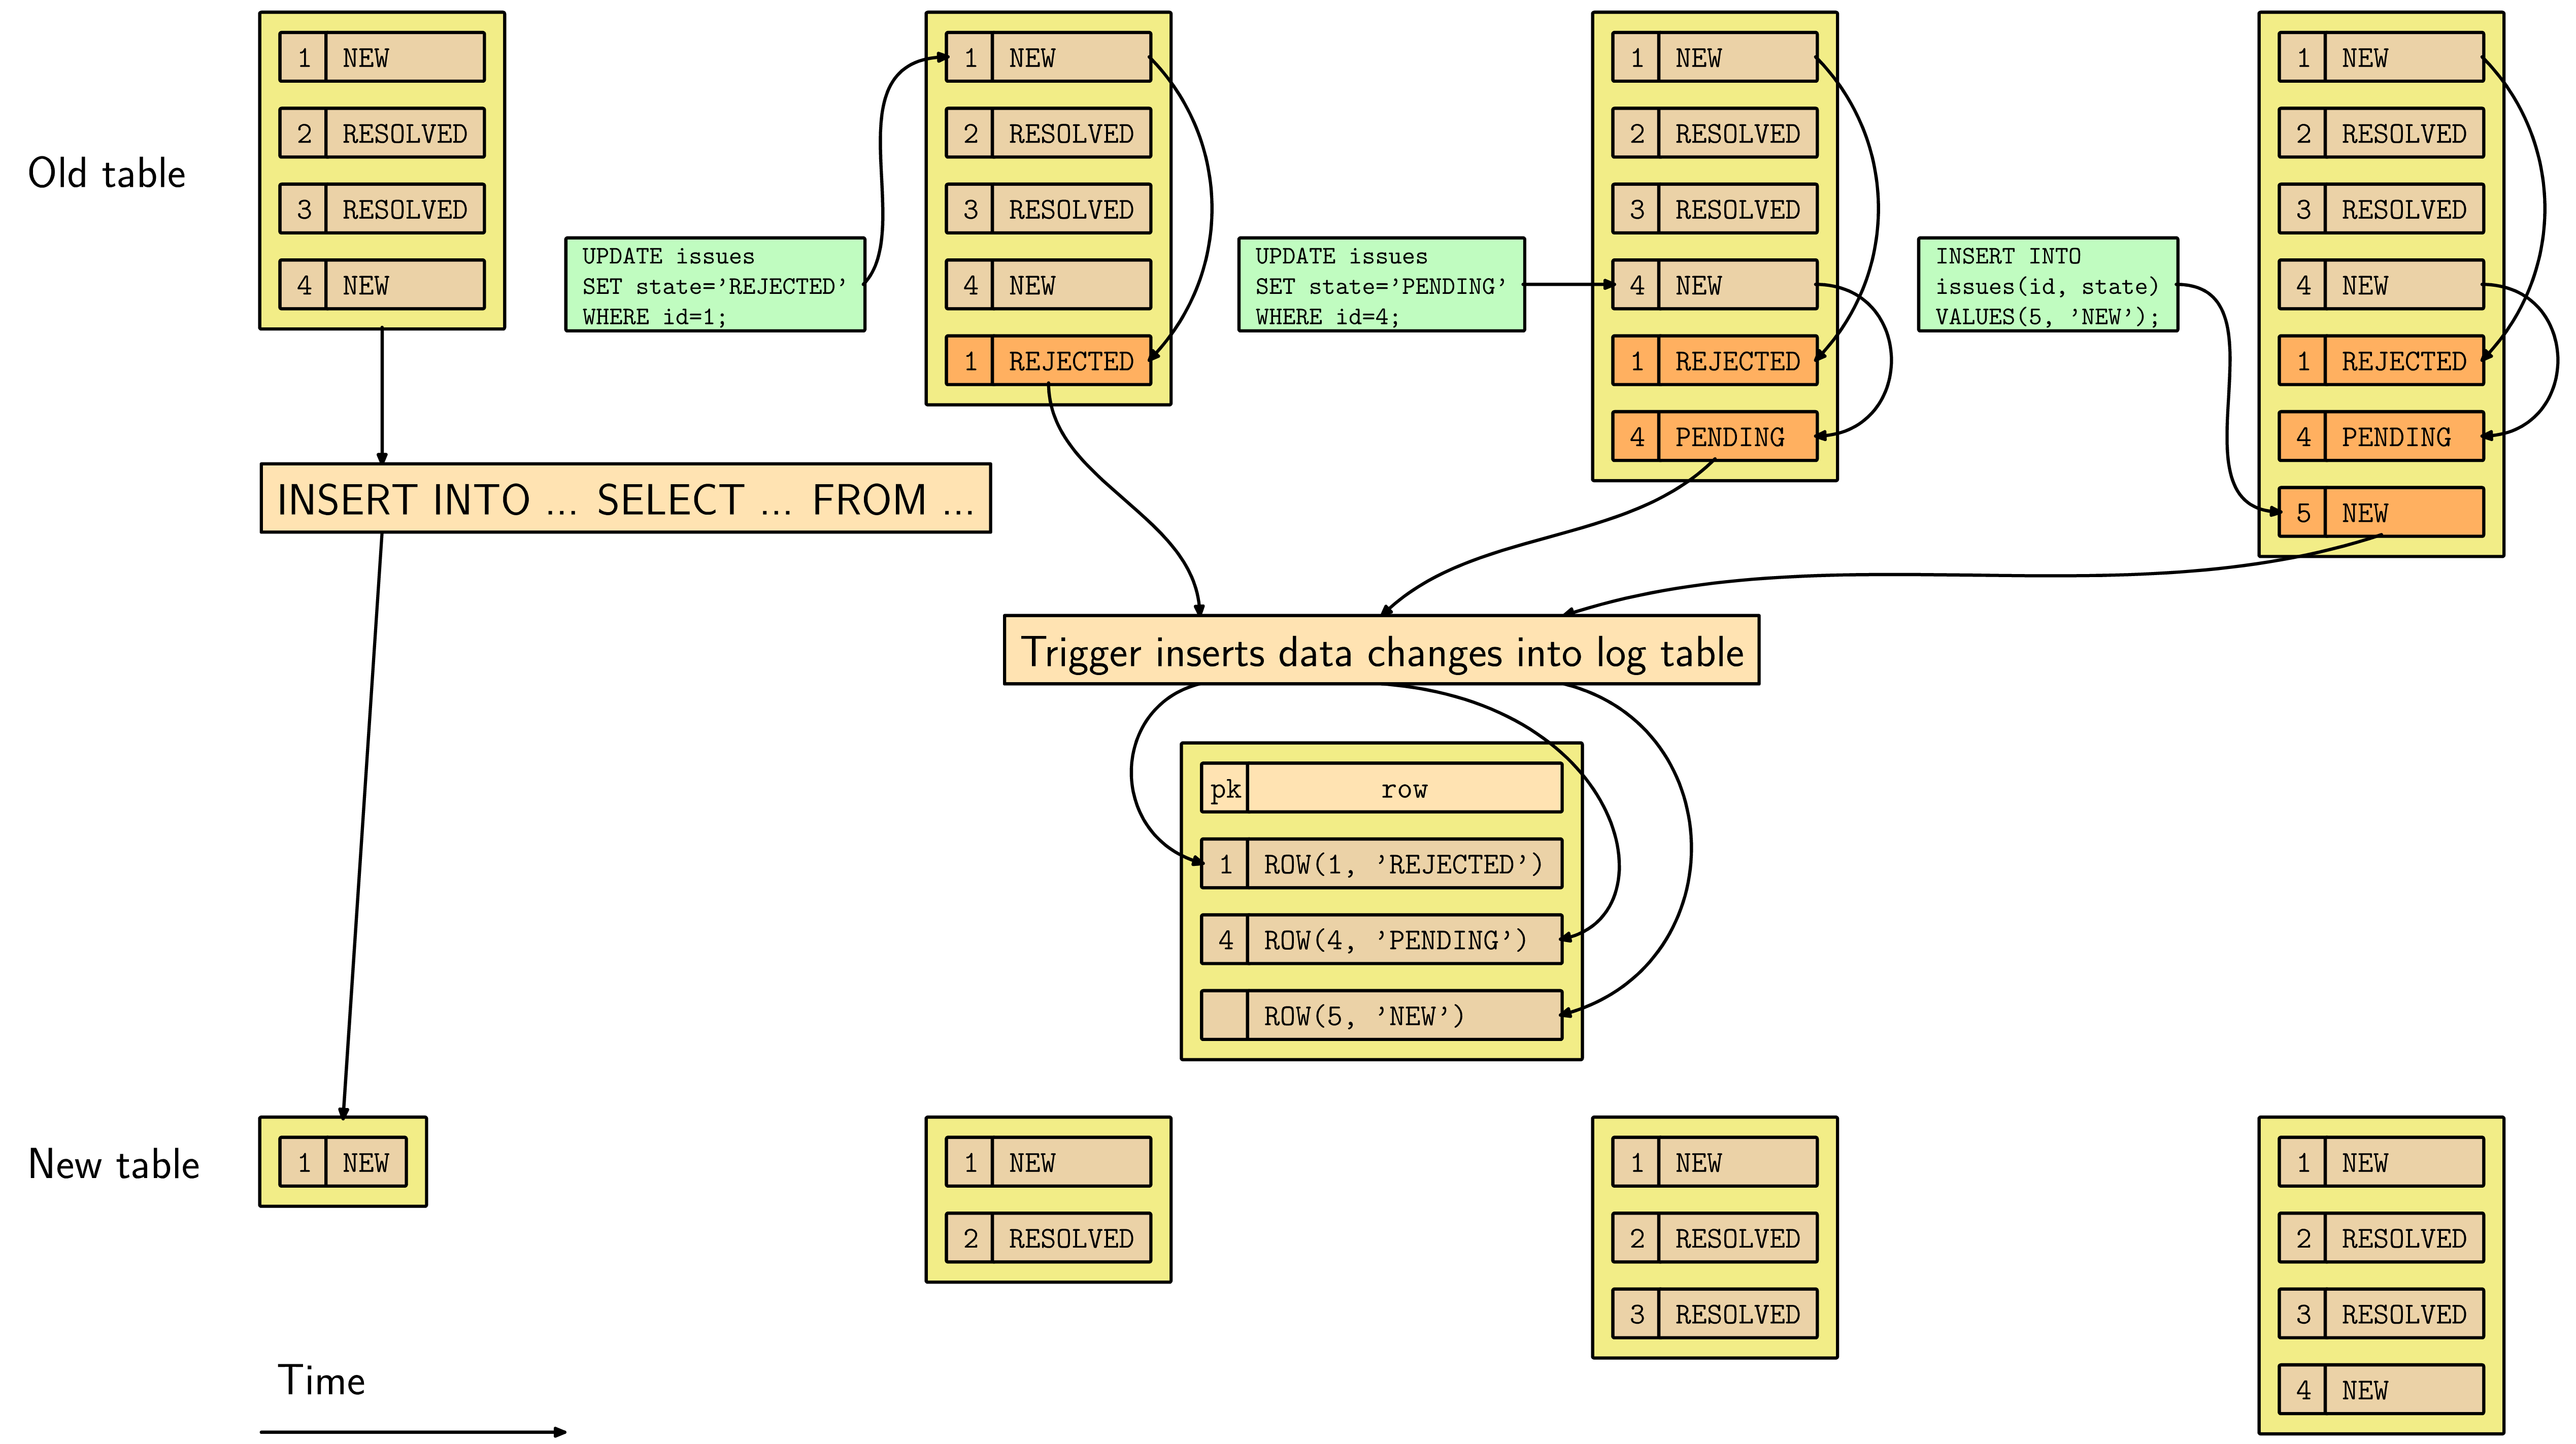 Old table
1 NEW
2 RESOLVED
3 RESOLVED
4 NEW
UPDATE issues
SET state='REJECTED'
WHERE id=1;
1 NEW
2 RESOLVED
3 RESOLVED
4 NEW
1 REJECTED
UPDATE issues
SET state='PENDING'
WHERE id=4;
1 NEW
2 RESOLVED
3 RESOLVED
4 NEW
1 REJECTED
4 PENDING
INSERT INTO
issues(id, state)
VALUES(5, 'NEW');
1 NEW
2 RESOLVED
3 RESOLVED
4 NEW
1 REJECTED
4 PENDING
5 NEW
INSERT INTO ... SELECT ... FROM ...
Trigger inserts data changes into log table
pk row
1 ROW(1, 'REJECTED')
4 ROW(4, 'PENDING')
ROW(5, 'NEW')
New table
1 NEW
1 NEW
2 RESOLVED
1 NEW
2 RESOLVED
3 RESOLVED
1 NEW
2 RESOLVED
3 RESOLVED
4 NEW
Time